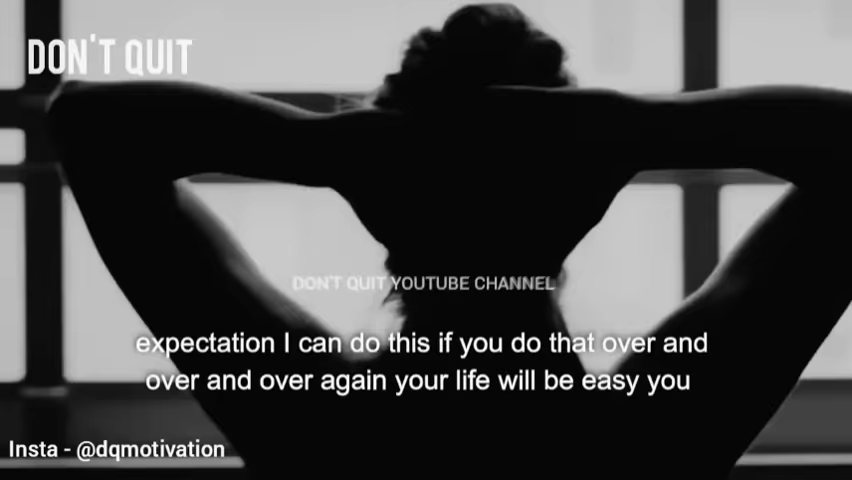 DON'T QUIT
DON'T QUIT YOUTUBE CHANNEL
expectation I can do this if you do that over and
over and over again your life will be easy you
Insta - @dqmotivation